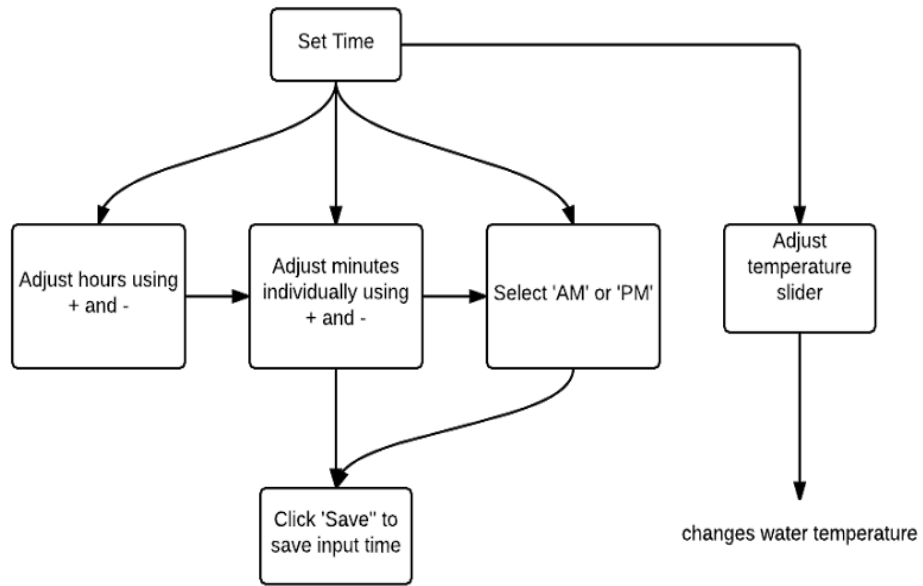 Set Time
Adjust hours using
+ and -
Adjust minutes
individually using
+ and -
Select 'AM' or 'PM'
Adjust
temperature
slider
Click 'Save" to
save input time
changes water temperature